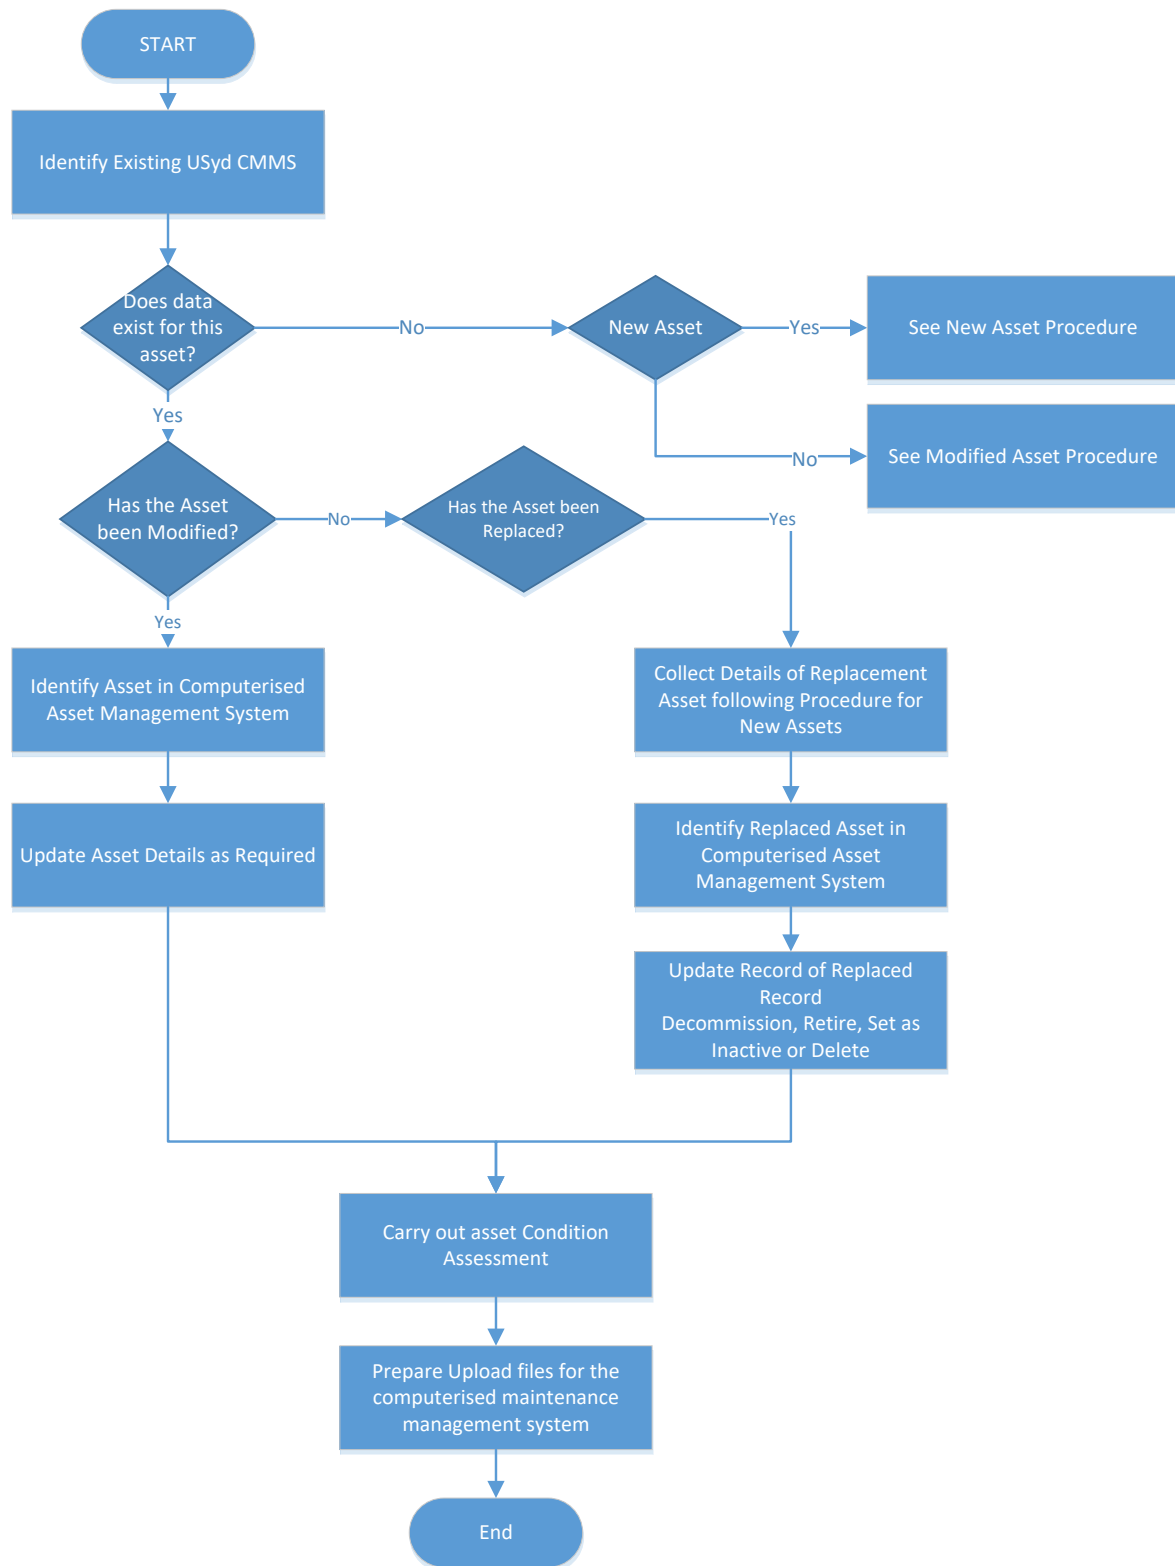 START
Identify Existing USyd CMMS
Does data
exist for this
asset?
No
New Asset
Yes
See New Asset Procedure
Yes
No
See Modified Asset Procedure
Has the Asset
been Modified?
No
Has the Asset been
Replaced?
Yes
Yes
Identify Asset in Computerised
Asset Management System
Collect Details of Replacement
Asset following Procedure for
New Assets
Update Asset Details as Required
Identify Replaced Asset in
Computerised Asset
Management System
Update Record of Replaced
Record
Decommission, Retire, Set as
Inactive or Delete
Carry out asset Condition
Assessment
Prepare Upload files for the
computerised maintenance
management system
End